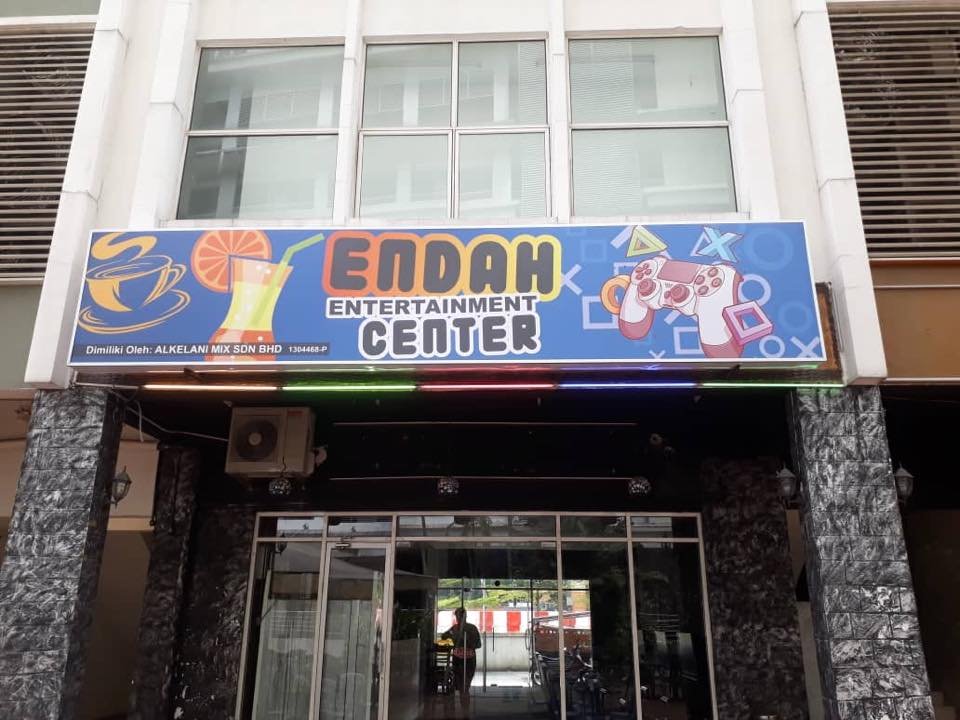 ENDAH
ENTERTAINMENT
CENTER
Dimiliki Oleh: ALKELANI MIX SDN BHD 1304468-P